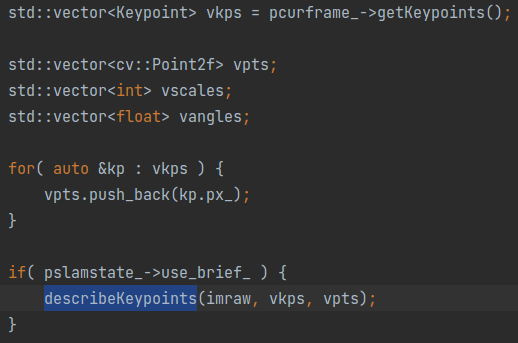 std::vector<Keypoint> vkps = pcurframe_->getKeypoints();
std::vector<cv::Point2f> vpts;
std::vector<int> vscales;
std::vector<float> vangles;
for( auto &kp : vkps ) {
    vpts.push_back(kp.px_);
}
if( pslamstate_->use_brief_ ) {
    describeKeypoints(imraw, vkps, vpts);
}